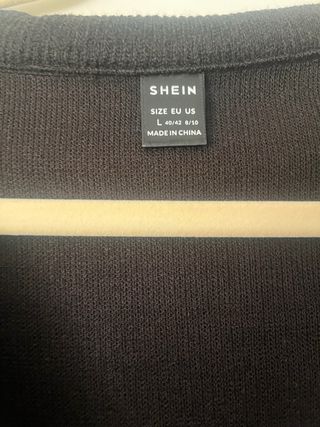 SHEIN
SIZE EU US
L 40/42 8/10
MADE IN CHINA